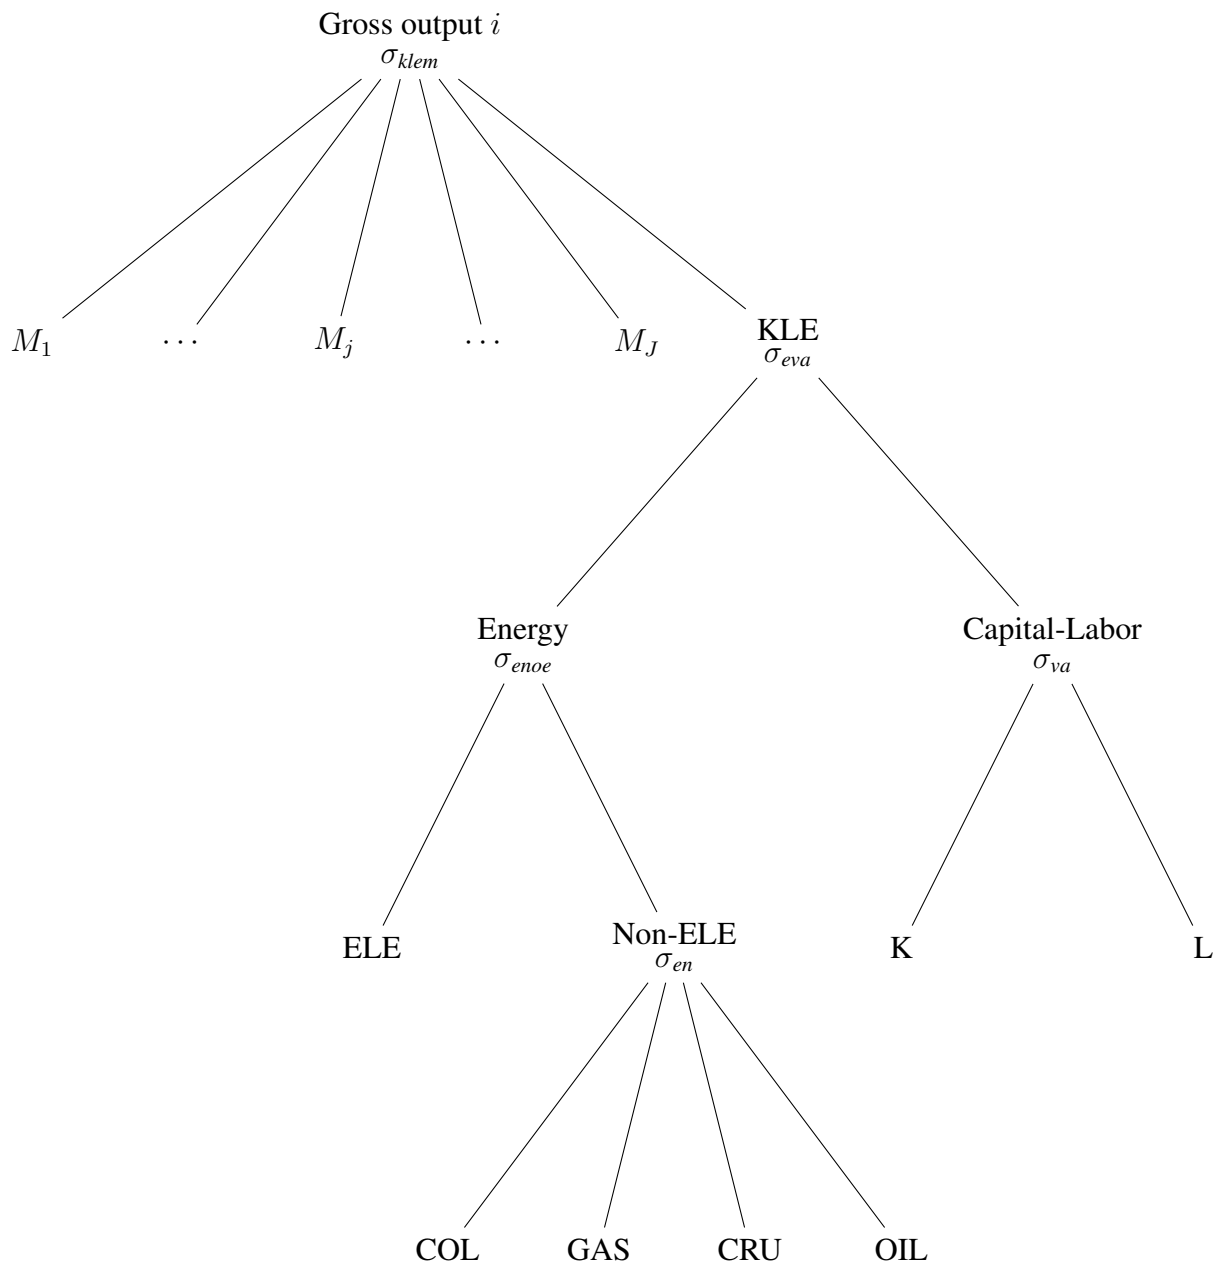 Gross output i
σklem
M1 ... Mj ... MJ KLE
σeva
Energy Capital-Labor
σenoe σva
ELE Non-ELE K L
σen
COL GAS CRU OIL